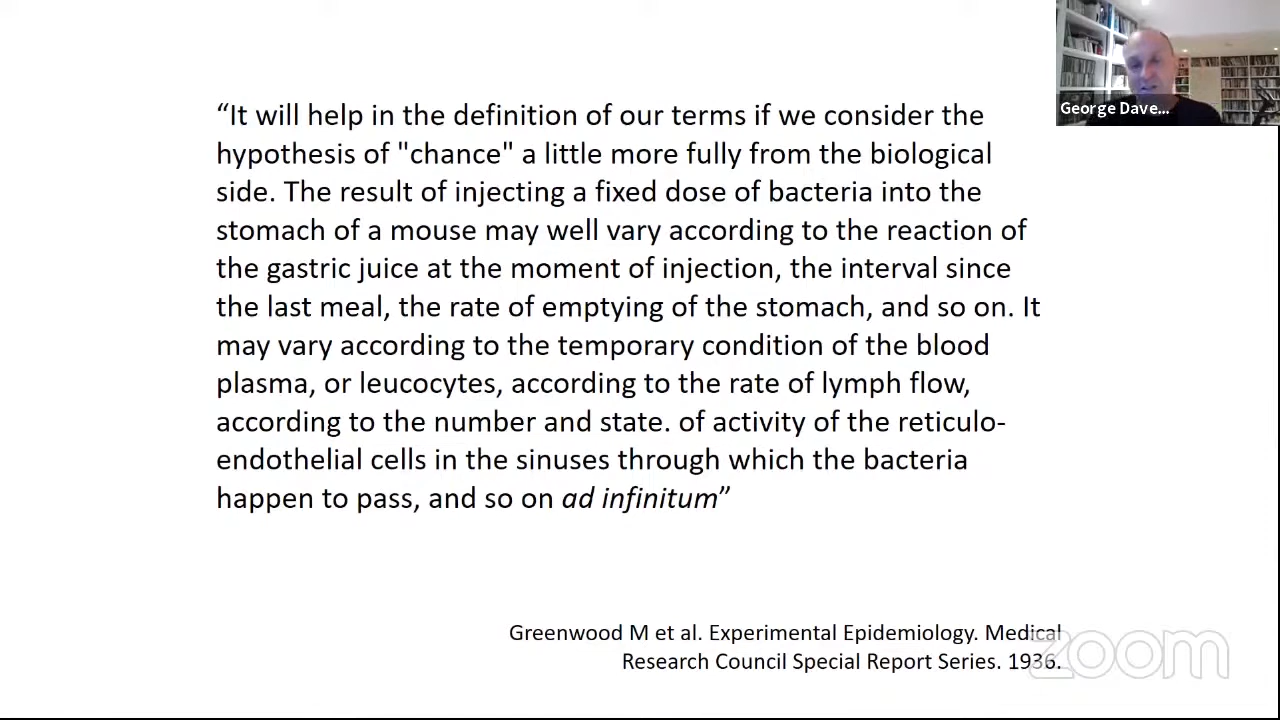 “It will help in the definition of our terms if we consider the
hypothesis of "chance" a little more fully from the biological
side. The result of injecting a fixed dose of bacteria into the
stomach of a mouse may well vary according to the reaction of
the gastric juice at the moment of injection, the interval since
the last meal, the rate of emptying of the stomach, and so on. It
may vary according to the temporary condition of the blood
plasma, or leucocytes, according to the rate of lymph flow,
according to the number and state. of activity of the reticulo-
endothelial cells in the sinuses through which the bacteria
happen to pass, and so on ad infinitum”
Greenwood M et al. Experimental Epidemiology. Medical
Research Council Special Report Series. 1936.
George Dave...
zoom